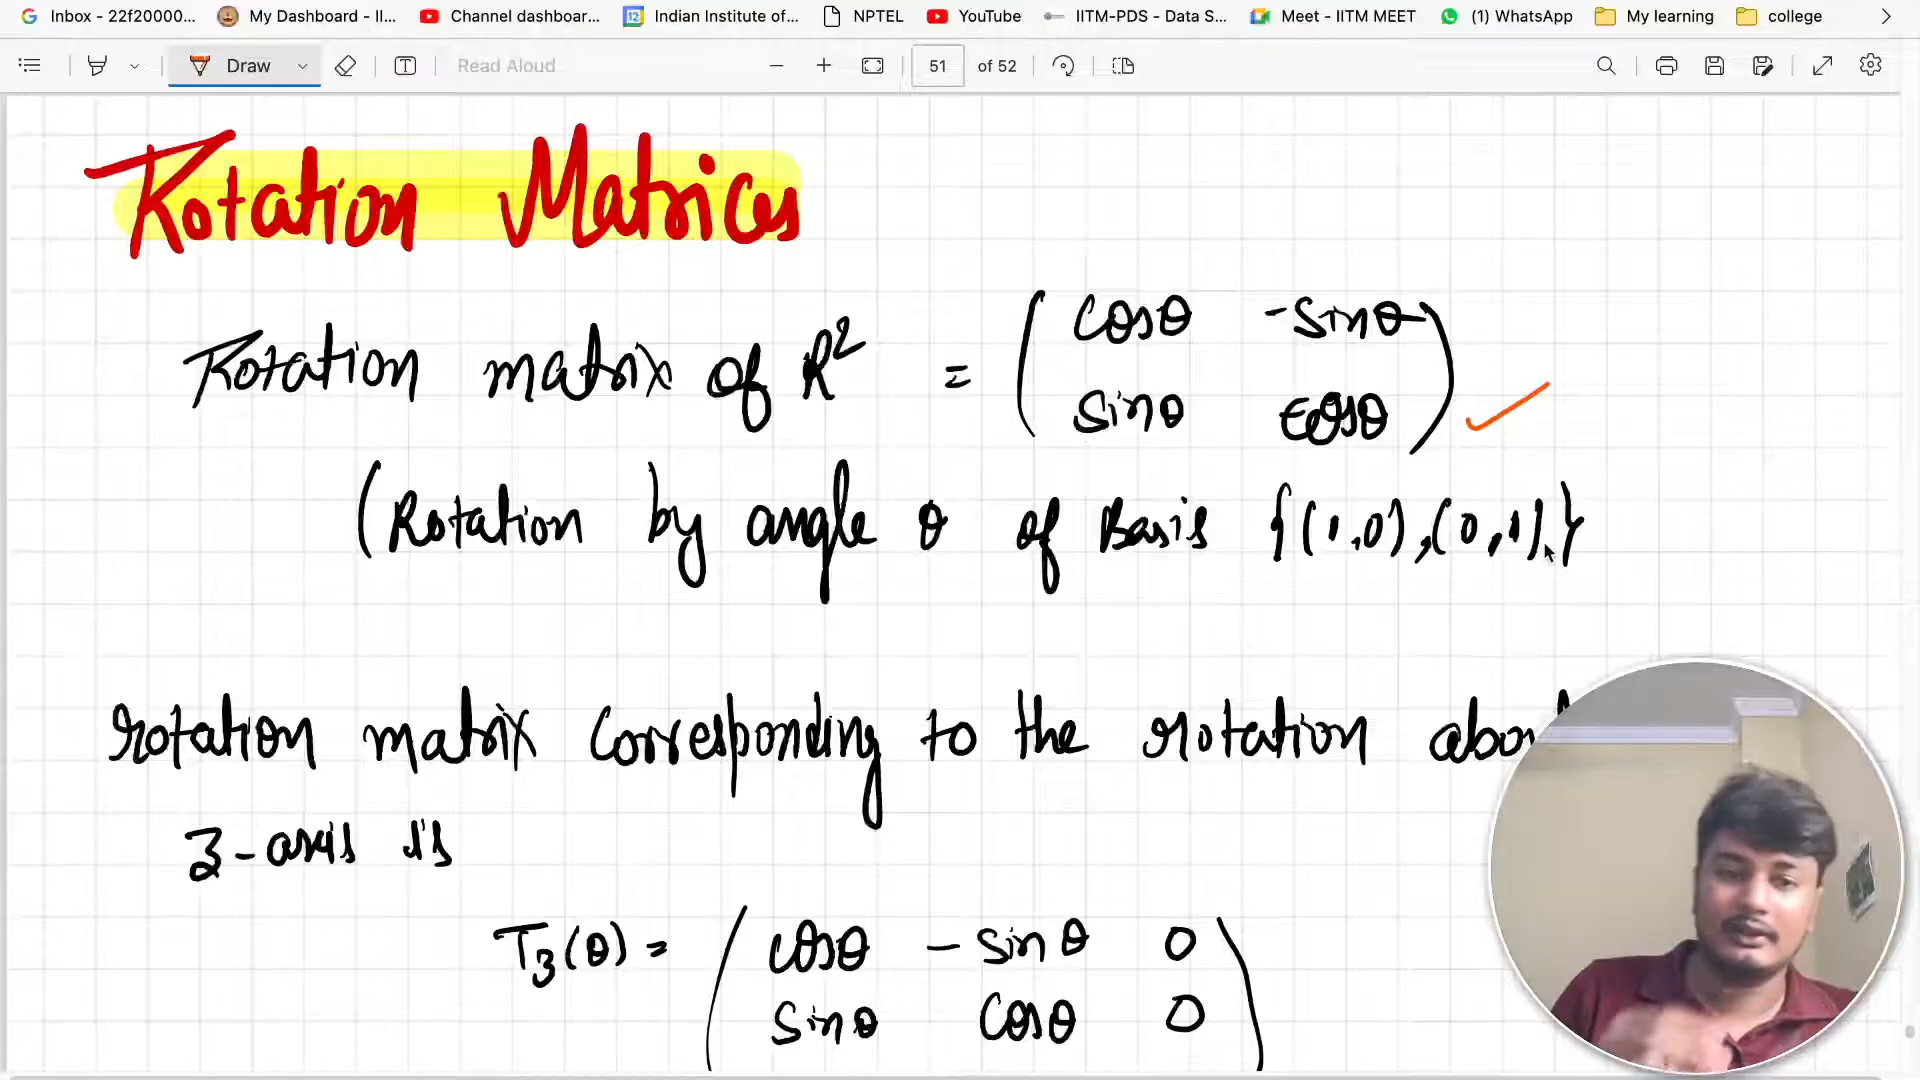 Inbox - 22f20000... My Dashboard - II... Channel dashboar... Indian Institute of... NPTEL YouTube IITM-PDS - Data S... Meet - IITM MEET (1) WhatsApp My learning college
Draw Read Aloud 51 of 52
Rotation Matrices
Rotation matrix of R² = ( cosθ -sinθ
sinθ cosθ )
(Rotation by angle θ of Basis {(1,0),(0,1)}
rotation matrix corresponding to the rotation
3-axis is
T₃(θ) = ( cosθ - sinθ 0
sinθ cosθ 0 )